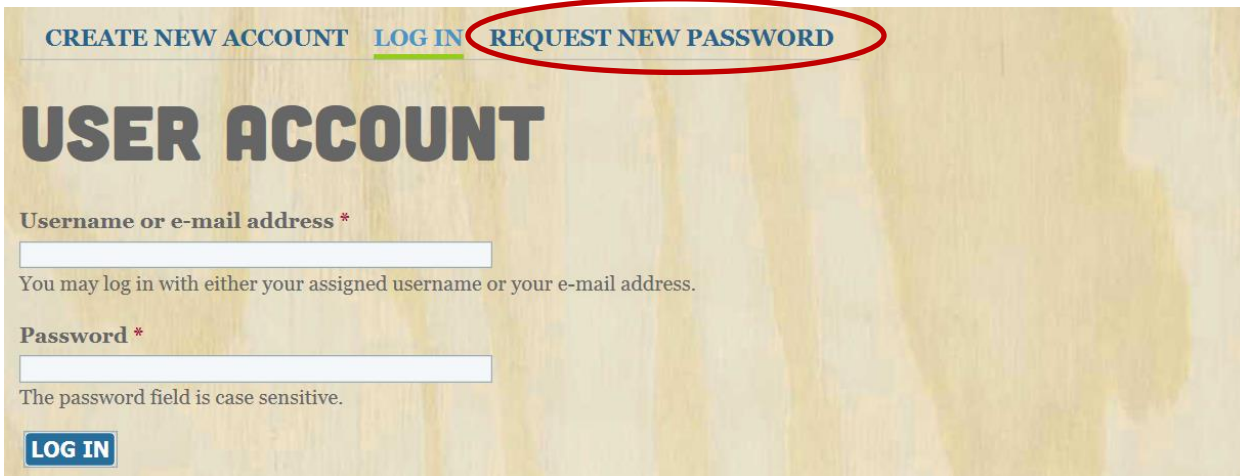 CREATE NEW ACCOUNT LOG IN REQUEST NEW PASSWORD
USER ACCOUNT
Username or e-mail address *
You may log in with either your assigned username or your e-mail address.
Password *
The password field is case sensitive.
LOG IN